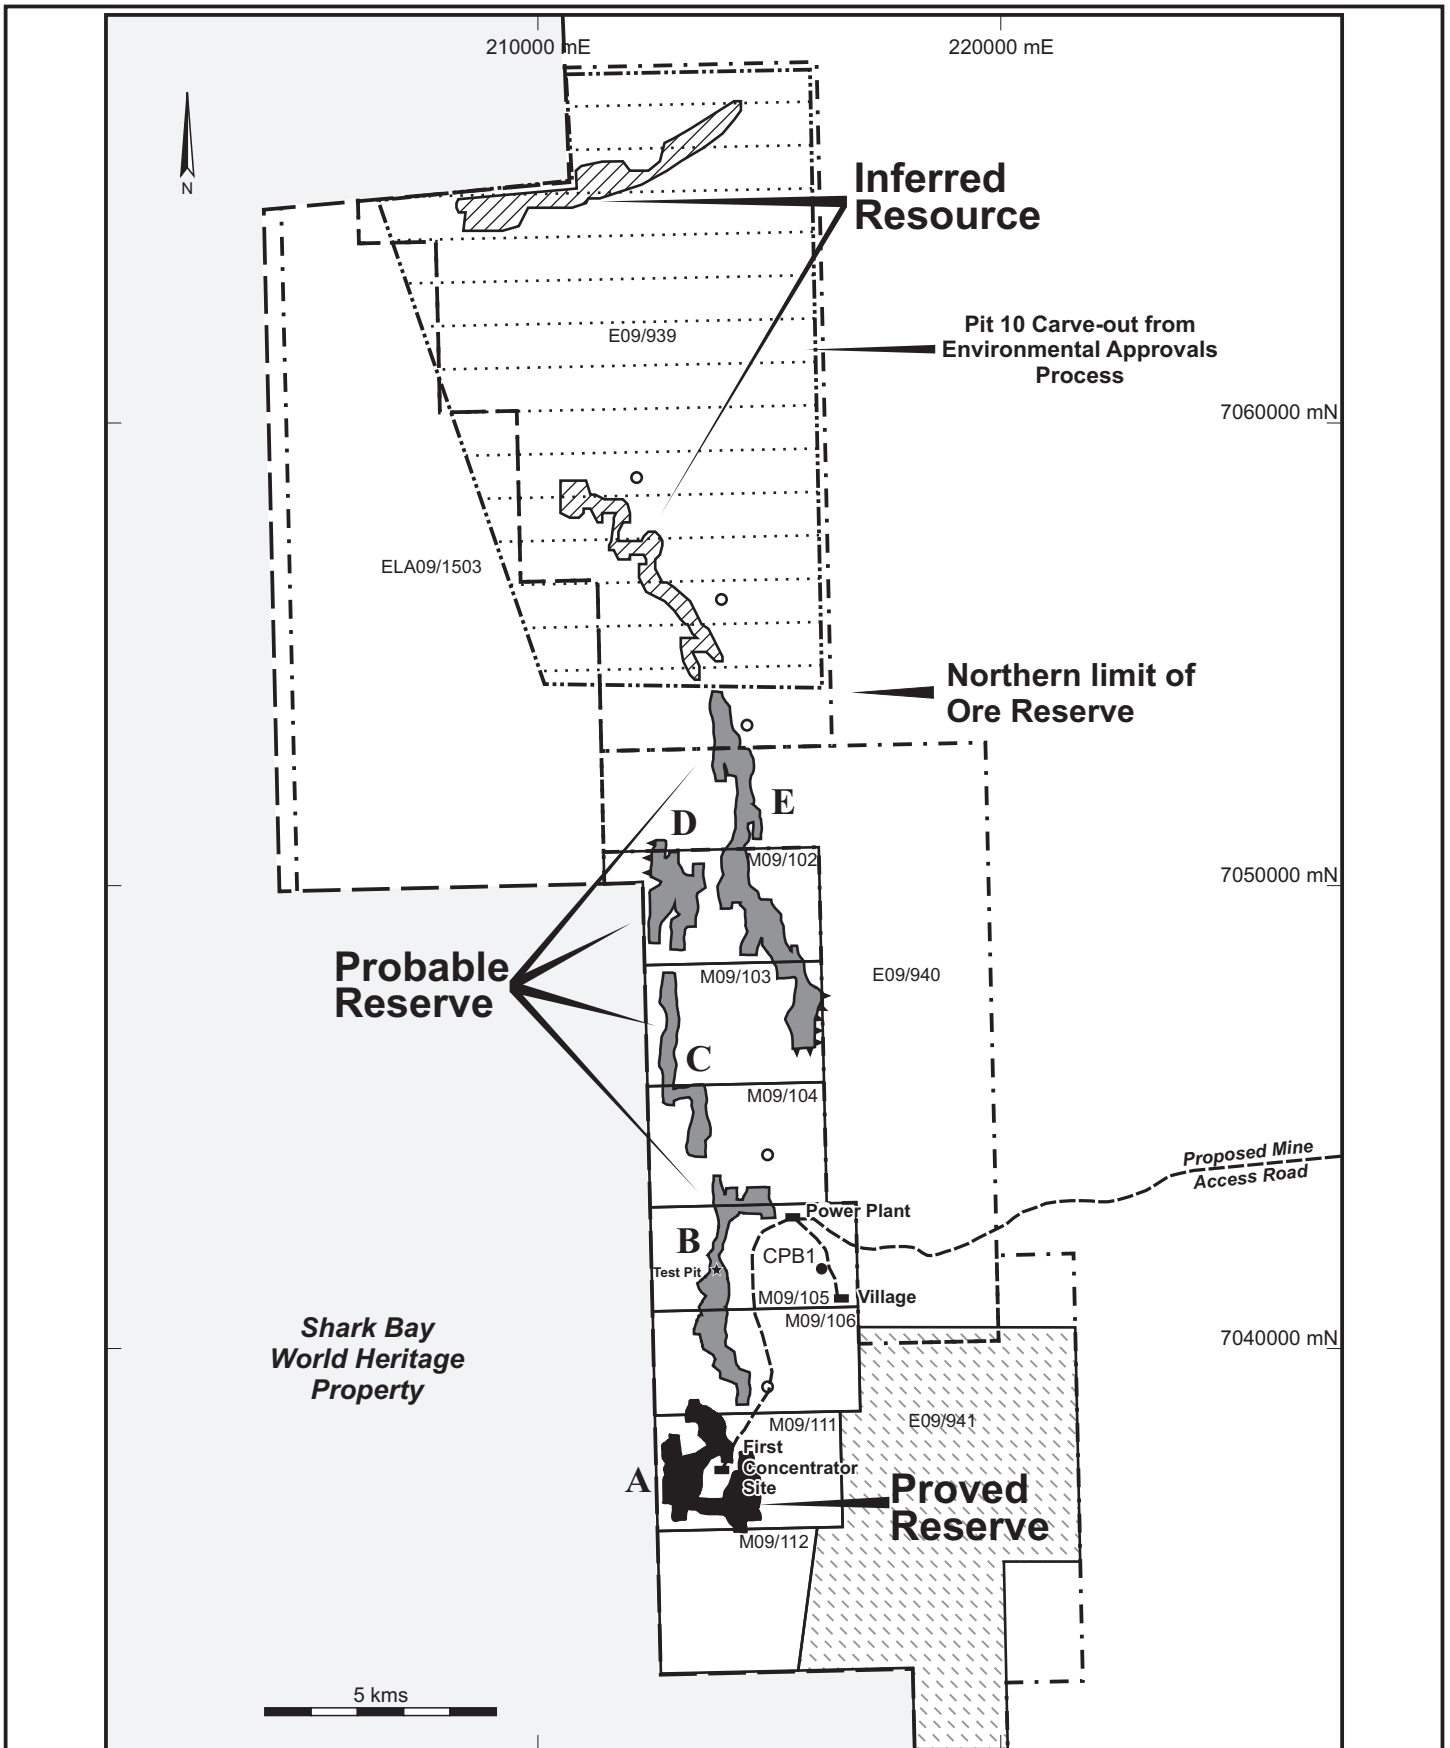 210000 mE
220000 mE
N
Inferred
Resource
E09/939
Pit 10 Carve-out from
Environmental Approvals
Process
7060000 mN
ELA09/1503
Northern limit of
Ore Reserve
E
D
M09/102
7050000 mN
Probable
Reserve
M09/103
E09/940
C
M09/104
Proposed Mine
Access Road
Power Plant
B
CPB1
Test Pit
M09/105
Village
M09/106
Shark Bay
World Heritage
Property
7040000 mN
M09/111
E09/941
First
Concentrator
Site
A
Proved
Reserve
M09/112
5 kms